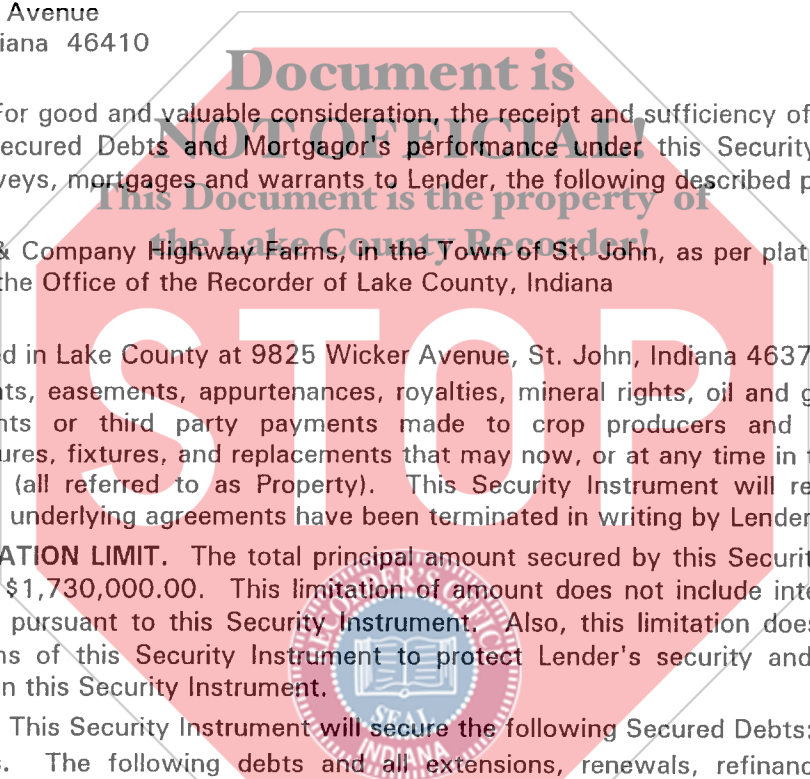 Avenue
iana 46410
Document is
For good and valuable consideration, the receipt and sufficiency of
NOT OFFICIAL!
ecured Debts and Mortgagor's performance under this Security
veys, mortgages and warrants to Lender, the following described p
This Document is the property of
the Lake County Recorder!
& Company Highway Farms, in the Town of St. John, as per plat
the Office of the Recorder of Lake County, Indiana
STOP
ed in Lake County at 9825 Wicker Avenue, St. John, Indiana 4637
nts, easements, appurtenances, royalties, mineral rights, oil and g
nts or third party payments made to crop producers and
ures, fixtures, and replacements that may now, or at any time in
(all referred to as Property). This Security Instrument will re
underlying agreements have been terminated in writing by Lender
ATION LIMIT. The total principal amount secured by this Securit
$1,730,000.00. This limitation of amount does not include inte
pursuant to this Security Instrument. Also, this limitation does
ns of this Security Instrument to protect Lender's security and
n this Security Instrument.
RECORDER'S OFFICE
SEAL
INDIANA
This Security Instrument will secure the following Secured Debts:
s. The following debts and all extensions, renewals, refinanc